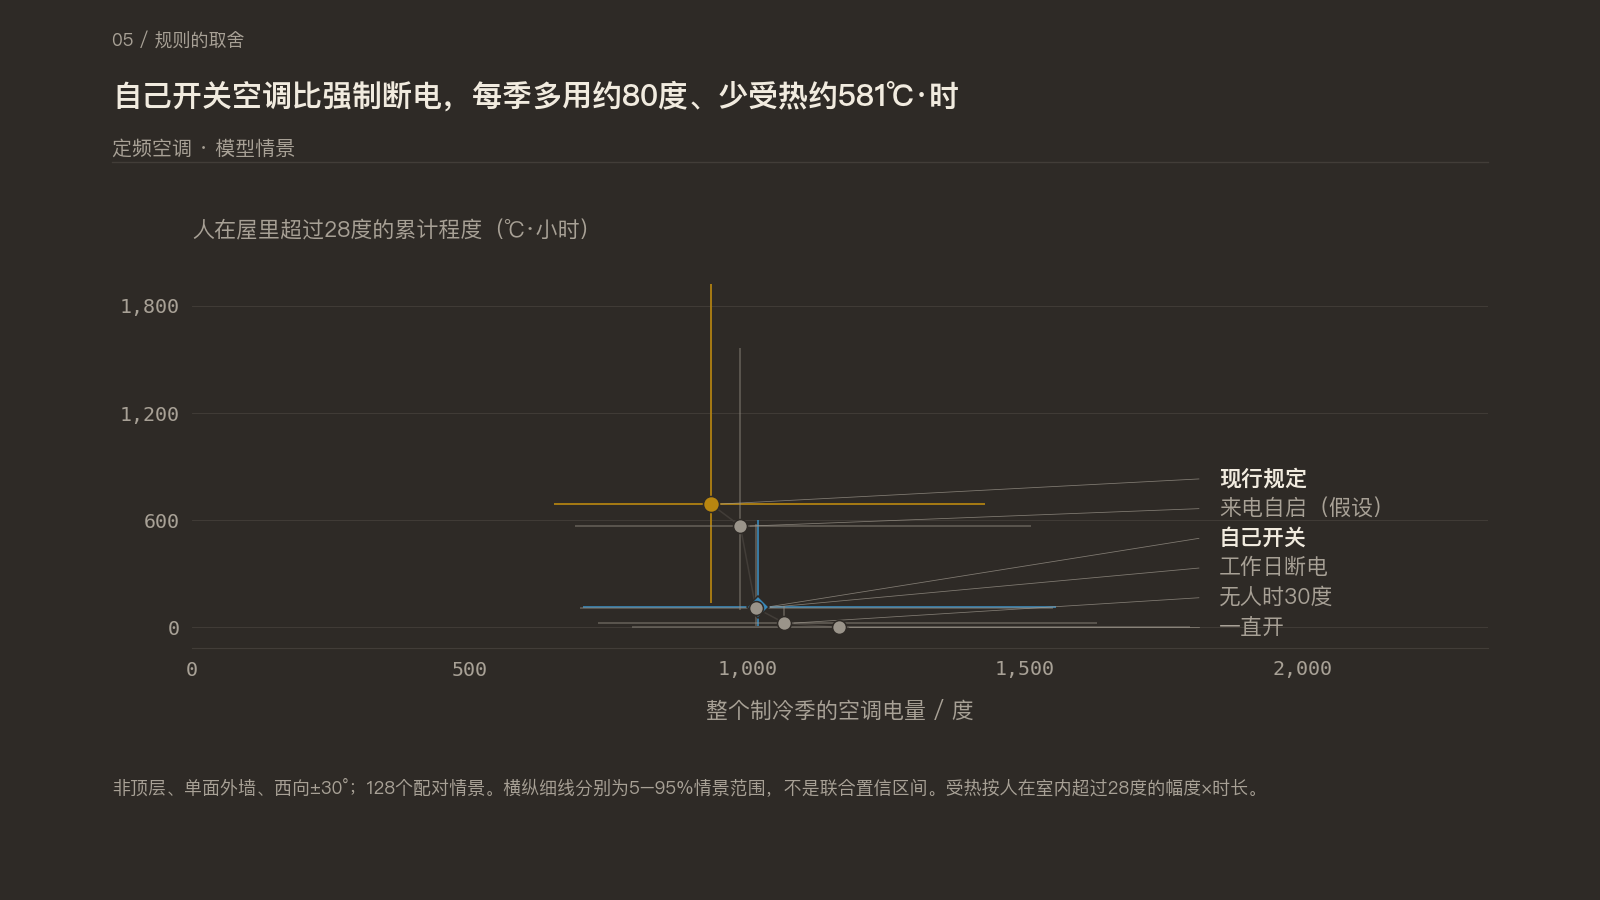 05 / 规则的取舍
自己开关空调比强制断电，每季多用约80度、少受热约581℃·时
定频空调 · 模型情景
人在屋里超过28度的累计程度（℃·小时）
1,800
1,200
600
0
现行规定
来电自启（假设）
自己开关
工作日断电
无人时30度
一直开
0
500
1,000
1,500
2,000
整个制冷季的空调电量 / 度
非顶层、单面外墙、西向±30°；128个配对情景。横纵细线分别为5—95%情景范围，不是联合置信区间。受热按人在室内超过28度的幅度×时长。